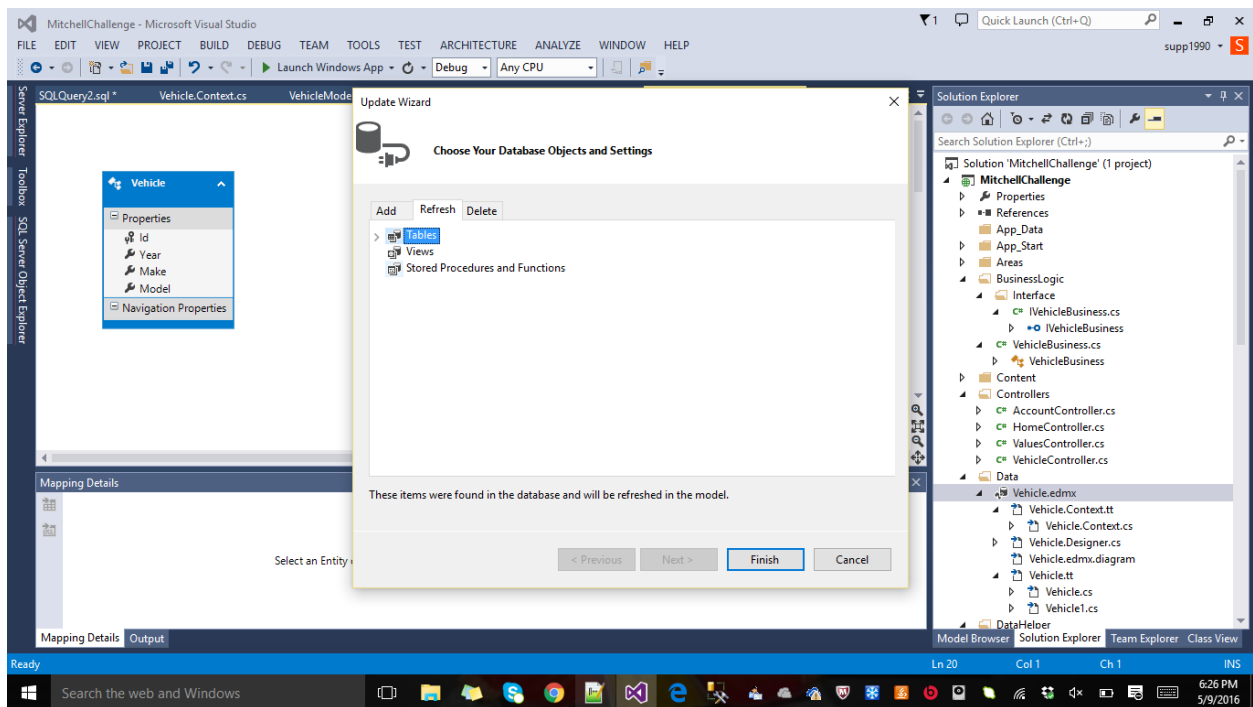 MitchellChallenge - Microsoft Visual Studio
1
Quick Launch (Ctrl+Q)
FILE EDIT VIEW PROJECT BUILD DEBUG TEAM TOOLS TEST ARCHITECTURE ANALYZE WINDOW HELP
supp1990
S
Launch Windows App
Debug
Any CPU
Server Explorer
Toolbox
SQL Server Object Explorer
SQLQuery2.sql *
Vehicle.Context.cs
VehicleMode
Vehicle
Properties
Id
Year
Make
Model
Navigation Properties
Update Wizard
Choose Your Database Objects and Settings
Add Refresh Delete
Tables
Views
Stored Procedures and Functions
These items were found in the database and will be refreshed in the model.
< Previous
Next >
Finish
Cancel
Mapping Details
Select an Entity
Mapping Details
Output
Solution Explorer
Search Solution Explorer (Ctrl+;)
Solution 'MitchellChallenge' (1 project)
MitchellChallenge
Properties
References
App_Data
App_Start
Areas
BusinessLogic
Interface
C# IVehicleBusiness.cs
IVehicleBusiness
C# VehicleBusiness.cs
VehicleBusiness
Content
Controllers
C# AccountController.cs
C# HomeController.cs
C# ValuesController.cs
C# VehicleController.cs
Data
Vehicle.edmx
Vehicle.Context.tt
Vehicle.Context.cs
Vehicle.Designer.cs
Vehicle.edmx.diagram
Vehicle.tt
Vehicle.cs
Vehicle1.cs
DataHelper
Model Browser
Solution Explorer
Team Explorer
Class View
Ready
Ln 20
Col 1
Ch 1
INS
Search the web and Windows
6:26 PM
5/9/2016